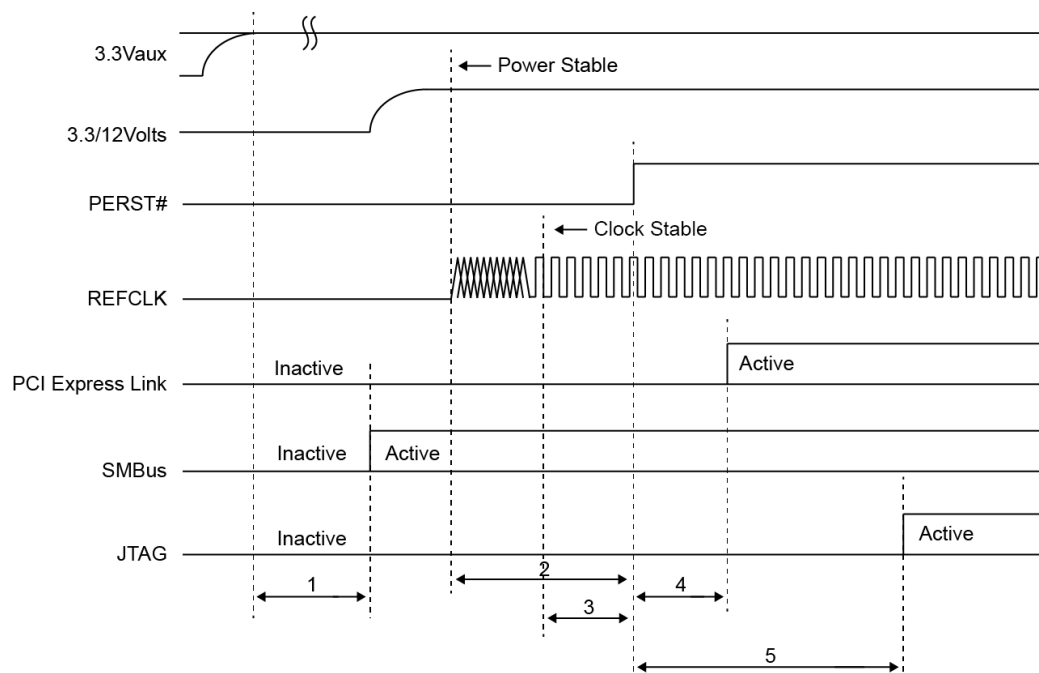 3.3Vaux
Power Stable
3.3/12Volts
PERST#
Clock Stable
REFCLK
PCI Express Link
Inactive
Active
SMBus
Inactive
Active
JTAG
Inactive
Active
1
2
3
4
5